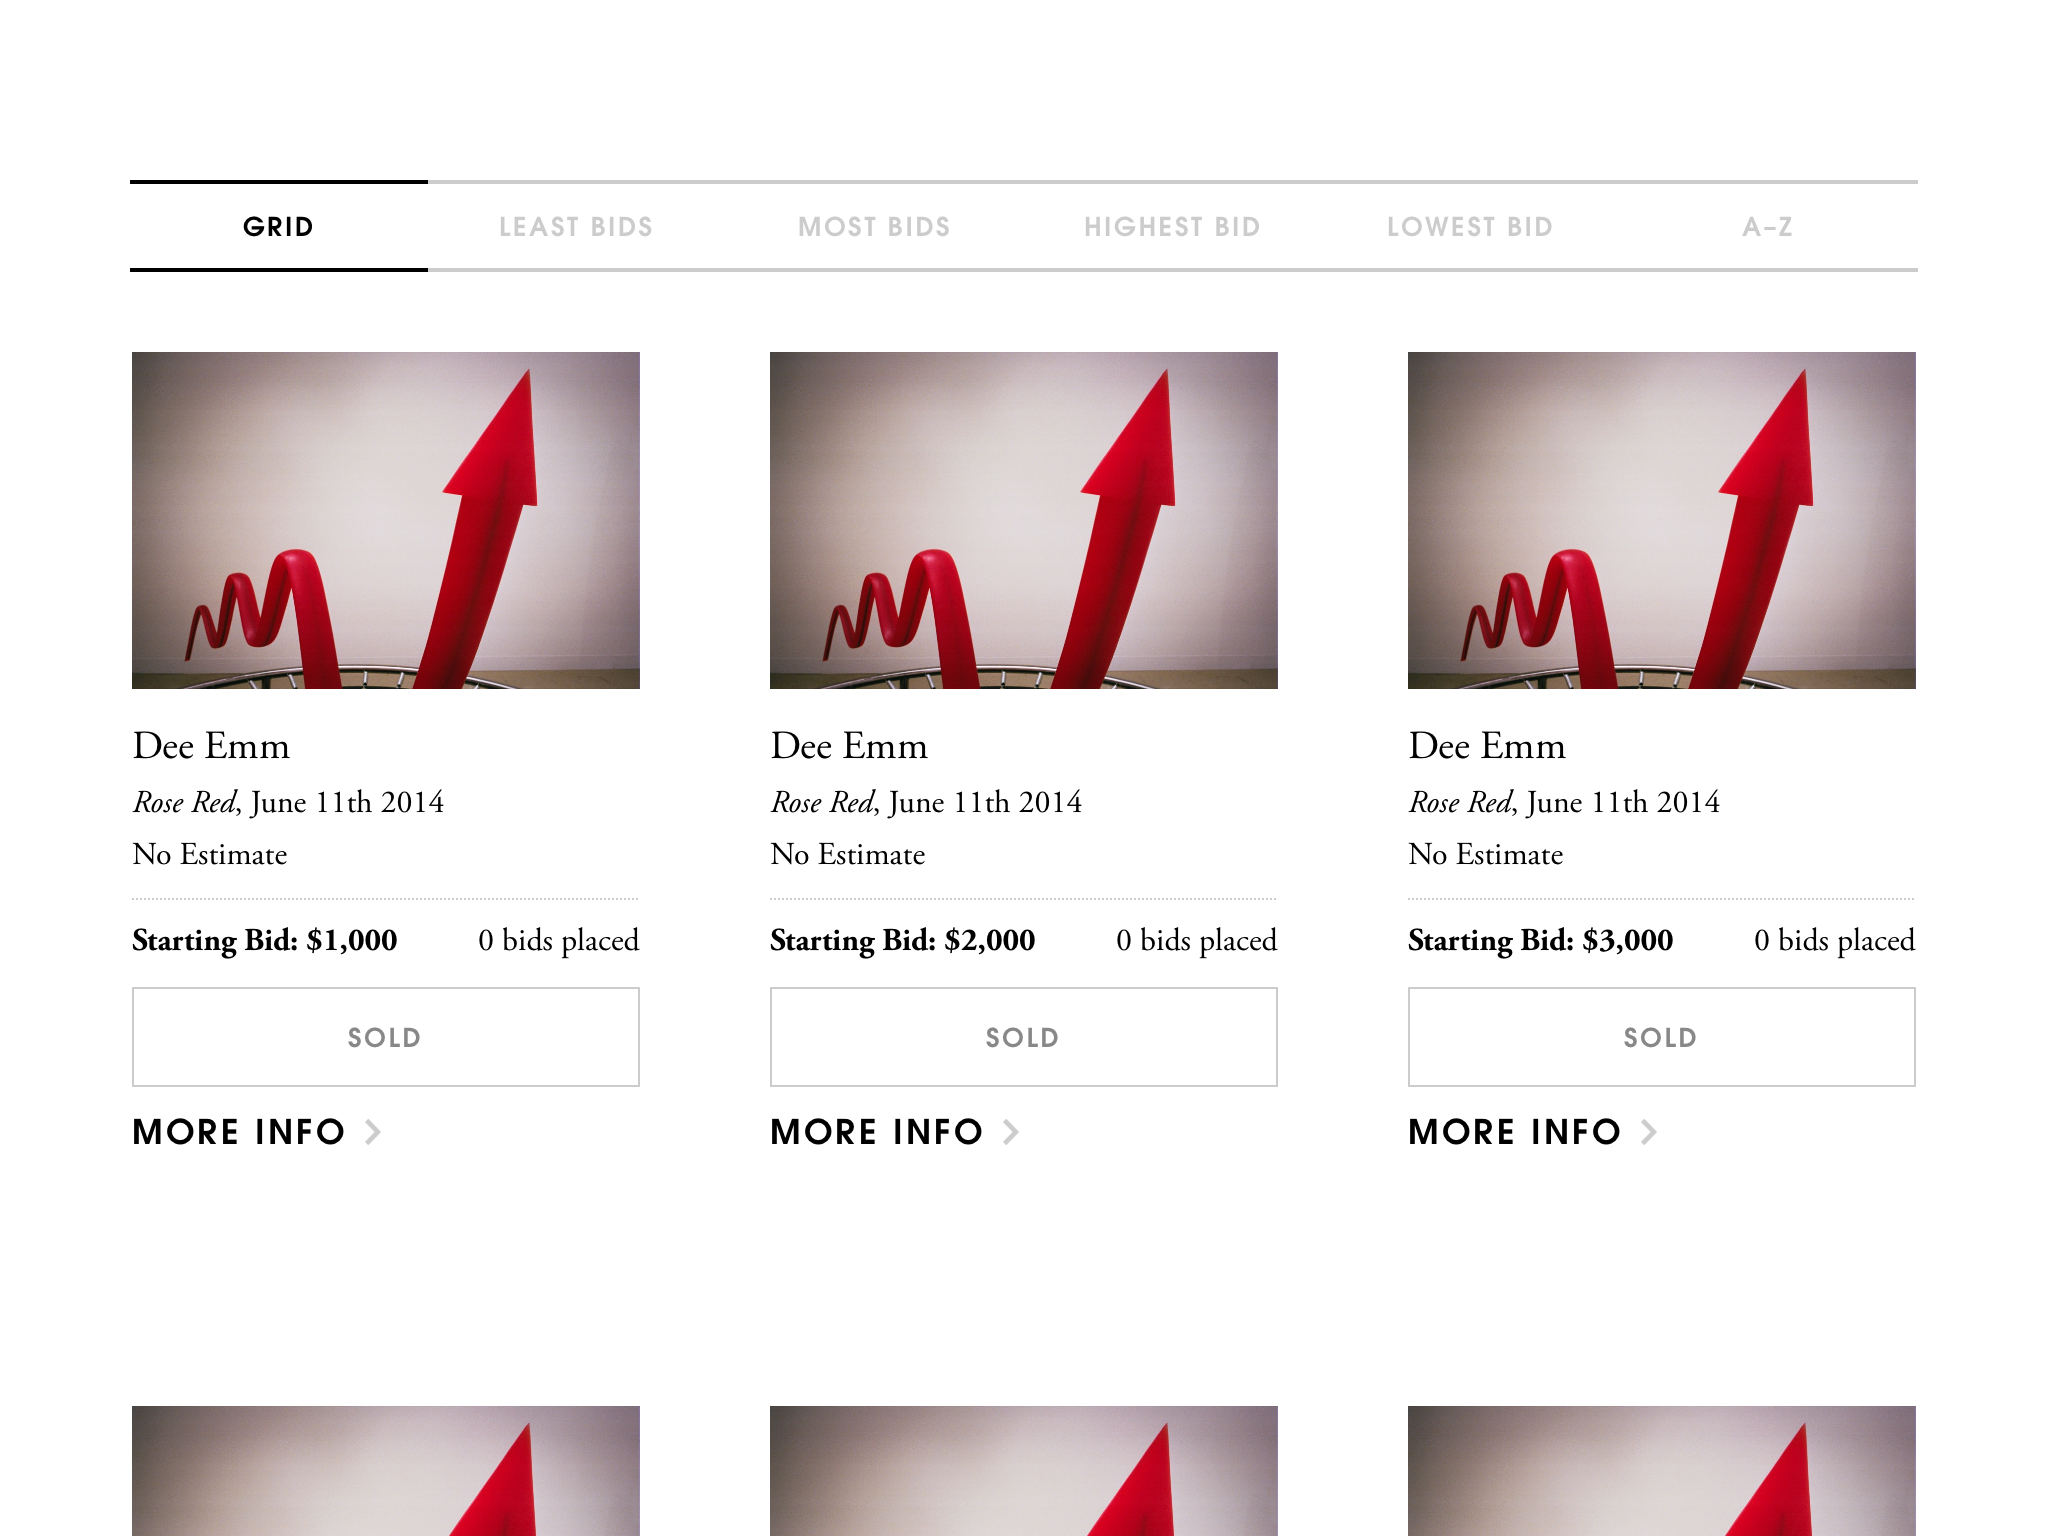 GRID LEAST BIDS MOST BIDS HIGHEST BID LOWEST BID A–Z
Dee Emm
Rose Red, June 11th 2014
No Estimate
Starting Bid: $1,000 0 bids placed
SOLD
MORE INFO
Dee Emm
Rose Red, June 11th 2014
No Estimate
Starting Bid: $2,000 0 bids placed
SOLD
MORE INFO
Dee Emm
Rose Red, June 11th 2014
No Estimate
Starting Bid: $3,000 0 bids placed
SOLD
MORE INFO